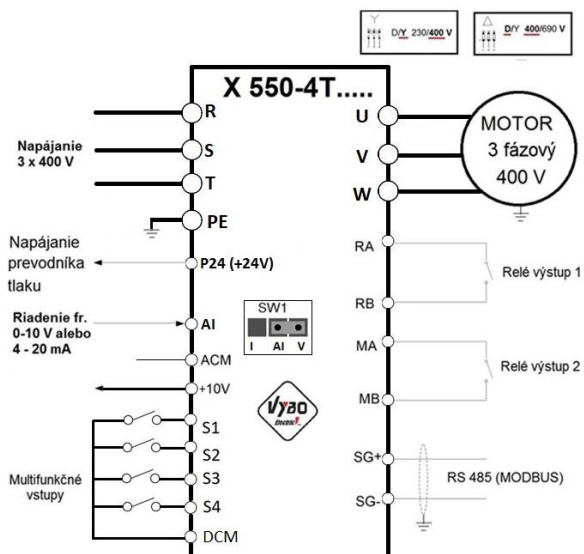 D/Y 230/400 V
D/Y 400/690 V
X 550-4T.....
R
S
T
PE
P24 (+24V)
AI
ACM
+10V
S1
S2
S3
S4
DCM
Napájanie
3 x 400 V
Napájanie
prevodníka
tlaku
Riadenie fr.
0-10 V alebo
4 - 20 mA
Multifunkčné
vstupy
SW1
I AI V
VYBO
Electric
U
V
W
MOTOR
3 fázový
400 V
RA
RB
Relé výstup 1
MA
MB
Relé výstup 2
SG+
SG-
RS 485 (MODBUS)